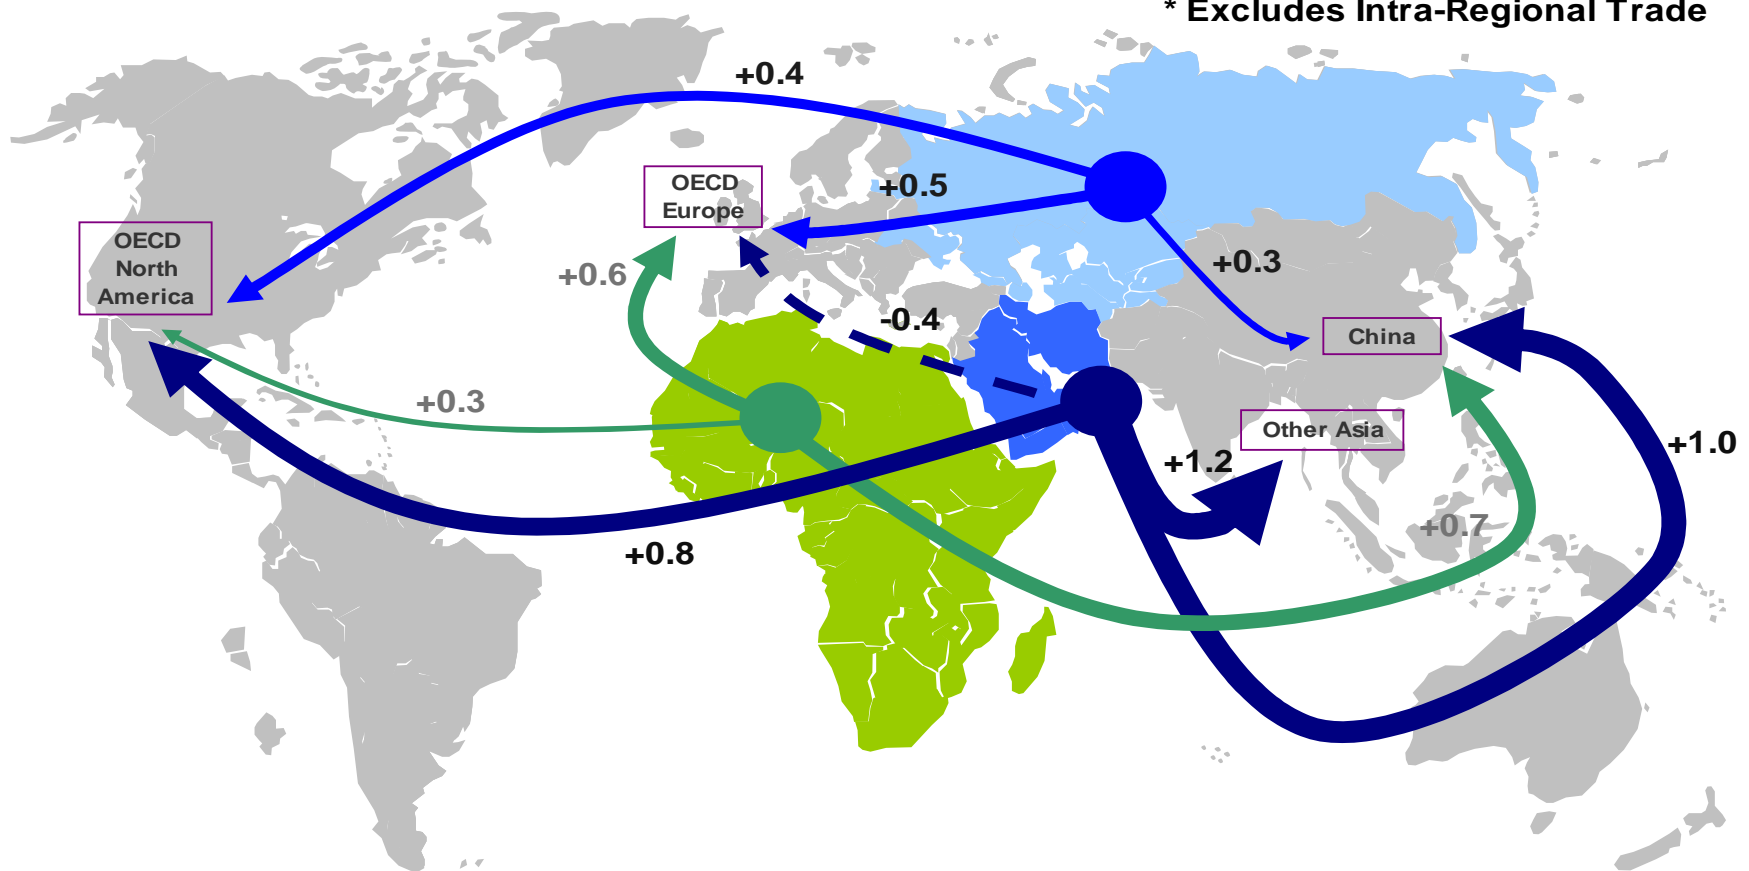 * Excludes Intra-Regional Trade
+0.4
OECD
Europe
+0.5
OECD
North
America
+0.6
+0.3
-0.4
China
+0.3
Other Asia
+1.2
+1.0
+0.7
+0.8